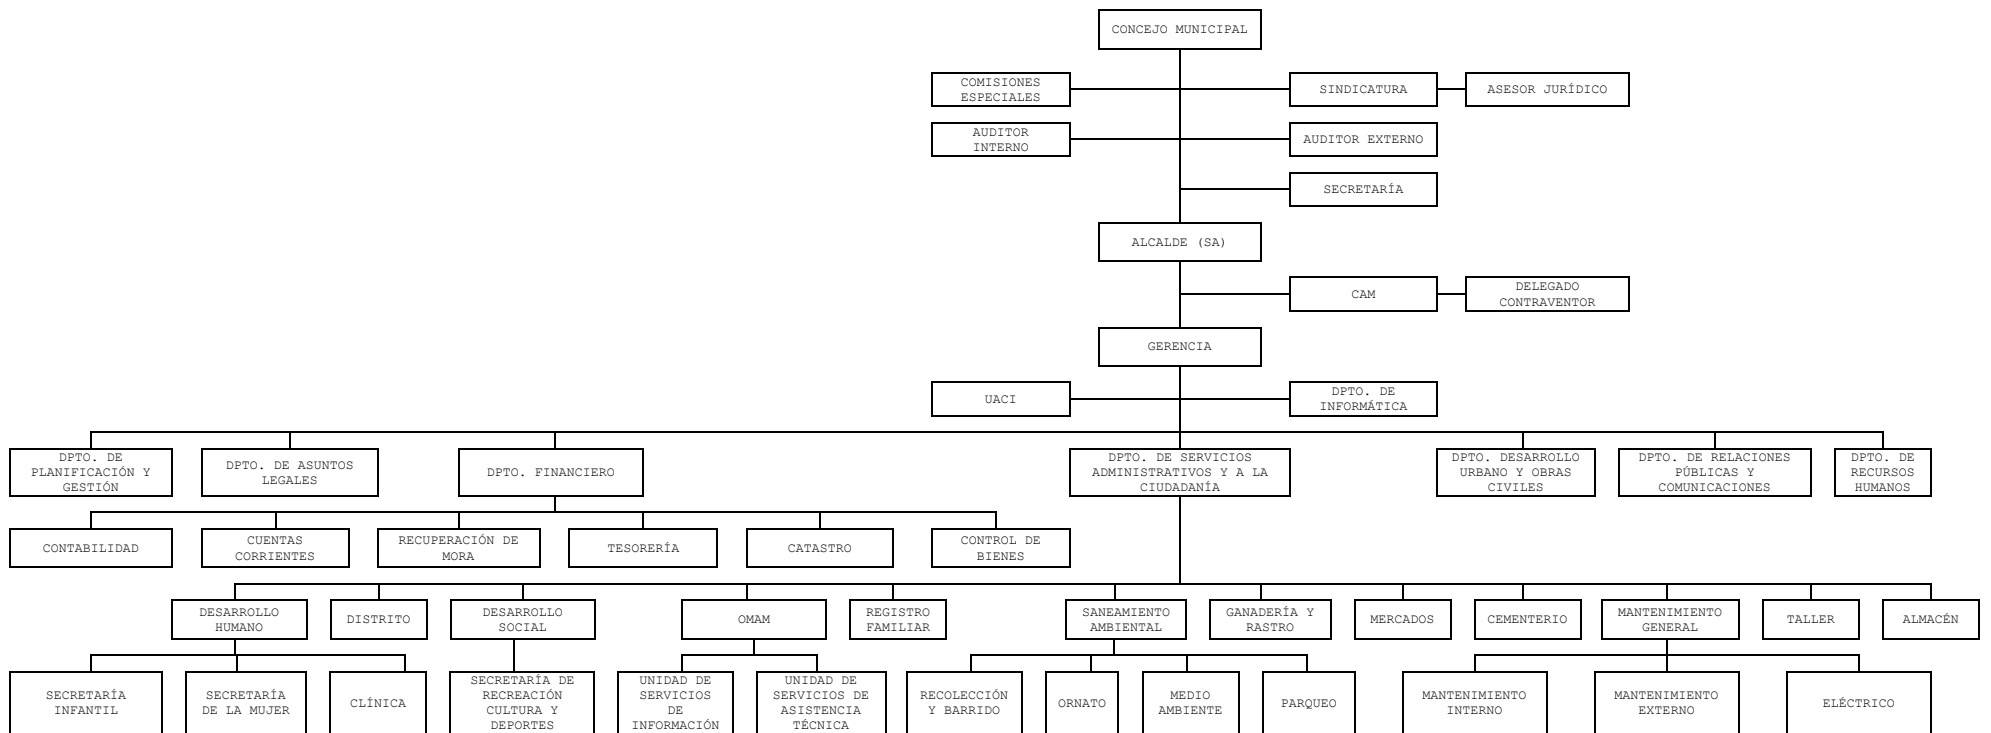 CONCEJO MUNICIPAL
COMISIONES
ESPECIALES
SINDICATURA
ASESOR JURÍDICO
AUDITOR
INTERNO
AUDITOR EXTERNO
SECRETARÍA
ALCALDE (SA)
CAM
DELEGADO
CONTRAVENTOR
GERENCIA
UACI
DPTO. DE
INFORMÁTICA
DPTO. DE
PLANIFICACIÓN Y
GESTIÓN
DPTO. DE ASUNTOS
LEGALES
DPTO. FINANCIERO
DPTO. DE SERVICIOS
ADMINISTRATIVOS Y A LA
CIUDADANÍA
DPTO. DESARROLLO
URBANO Y OBRAS
CIVILES
DPTO. DE RELACIONES
PÚBLICAS Y
COMUNICACIONES
DPTO. DE
RECURSOS
HUMANOS
CONTABILIDAD
CUENTAS
CORRIENTES
RECUPERACIÓN DE
MORA
TESORERÍA
CATASTRO
CONTROL DE
BIENES
DESARROLLO
HUMANO
DISTRITO
DESARROLLO
SOCIAL
OMAM
REGISTRO
FAMILIAR
SANEAMIENTO
AMBIENTAL
GANADERÍA Y
RASTRO
MERCADOS
CEMENTERIO
MANTENIMIENTO
GENERAL
TALLER
ALMACÉN
SECRETARÍA
INFANTIL
SECRETARÍA
DE LA MUJER
CLÍNICA
SECRETARÍA DE
RECREACIÓN
CULTURA Y
DEPORTES
UNIDAD DE
SERVICIOS
DE
INFORMACIÓN
UNIDAD DE
SERVICIOS DE
ASISTENCIA
TÉCNICA
RECOLECCIÓN
Y BARRIDO
ORNATO
MEDIO
AMBIENTE
PARQUEO
MANTENIMIENTO
INTERNO
MANTENIMIENTO
EXTERNO
ELÉCTRICO